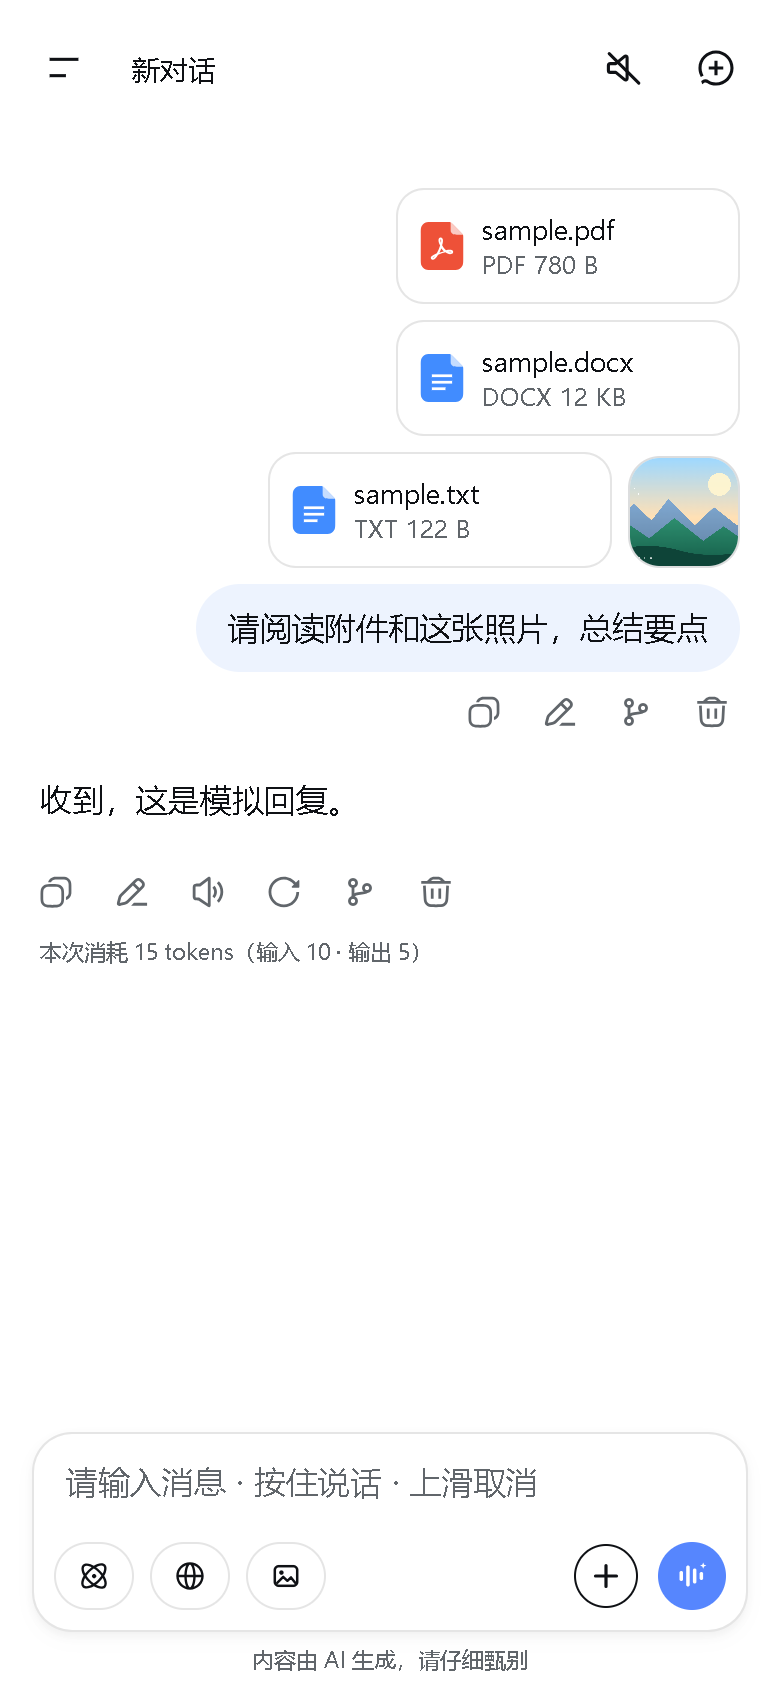 新对话
sample.pdf
PDF 780 B
sample.docx
DOCX 12 KB
sample.txt
TXT 122 B
请阅读附件和这张照片，总结要点
收到，这是模拟回复。
本次消耗 15 tokens（输入 10 · 输出 5）
请输入消息 · 按住说话 · 上滑取消
内容由 AI 生成，请仔细甄别